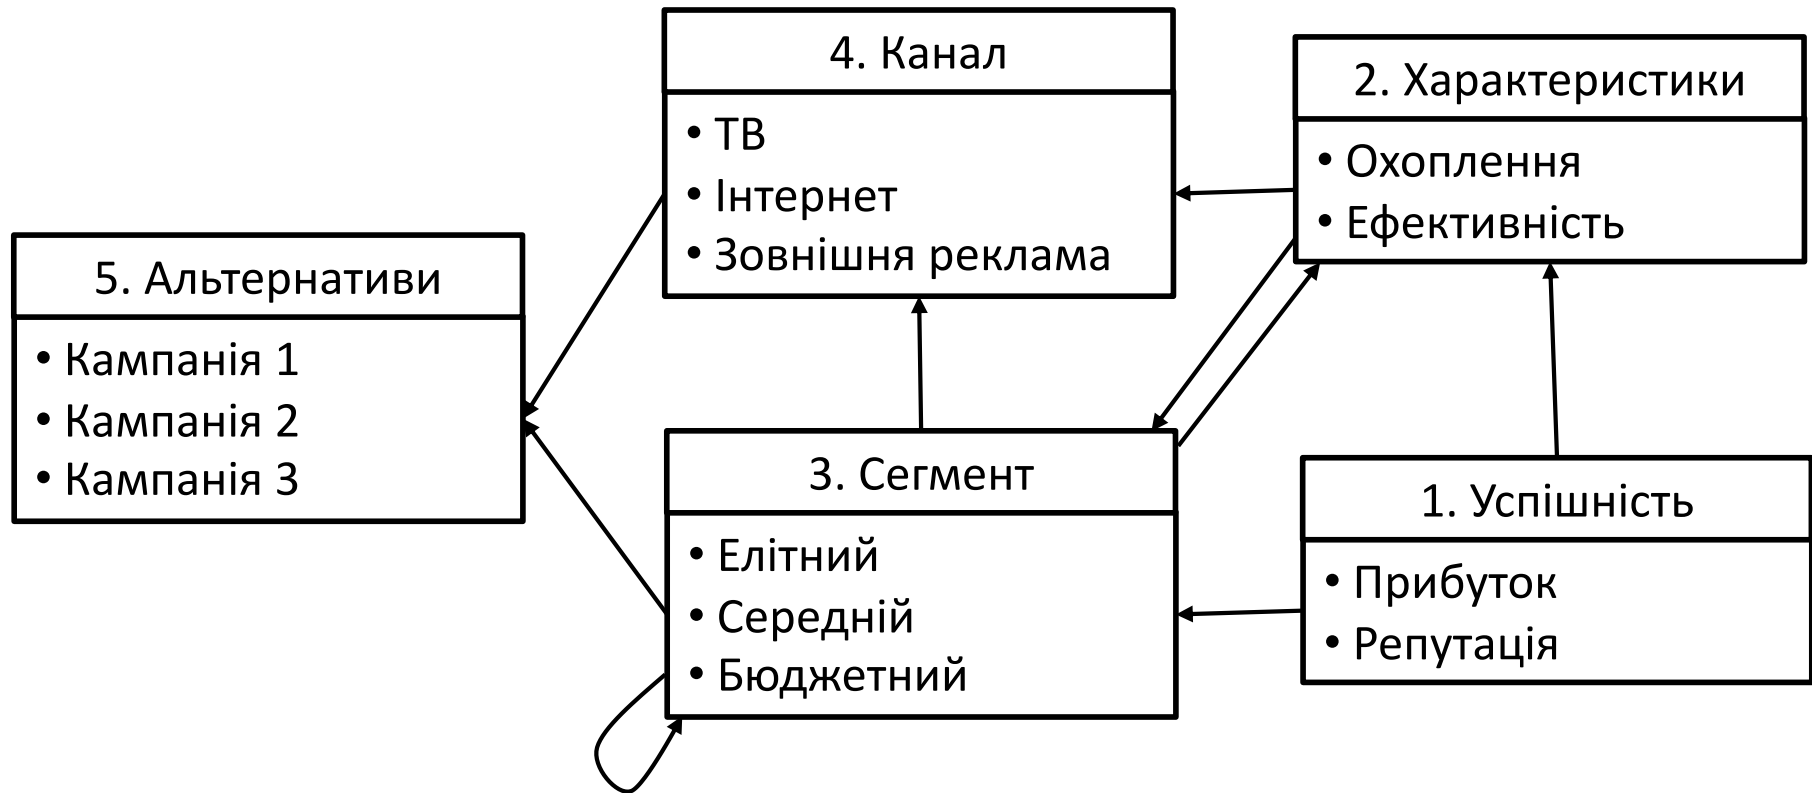 4. Канал
• ТВ
• Інтернет
• Зовнішня реклама
2. Характеристики
• Охоплення
• Ефективність
5. Альтернативи
• Кампанія 1
• Кампанія 2
• Кампанія 3
3. Сегмент
• Елітний
• Середній
• Бюджетний
1. Успішність
• Прибуток
• Репутація